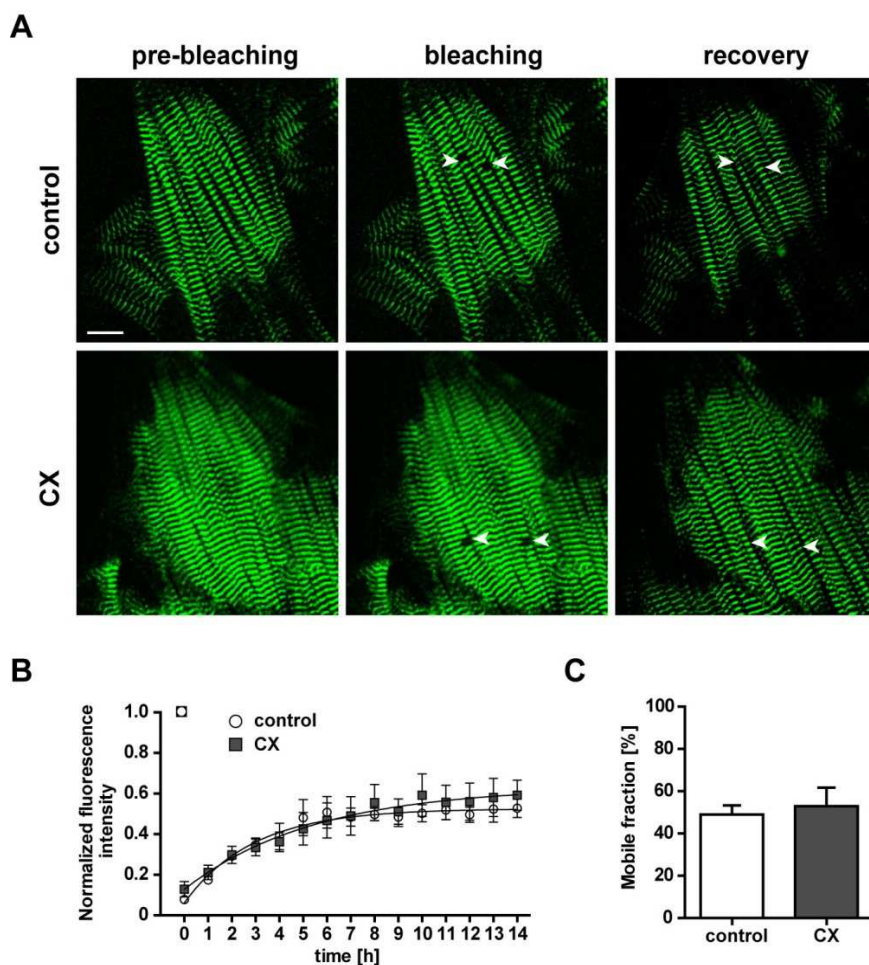 A
pre-bleaching bleaching recovery
control
CX
B
Normalized fluorescence
intensity
1.0
0.8
0.6
0.4
0.2
0
control
CX
0 1 2 3 4 5 6 7 8 9 10 11 12 13 14
time [h]
C
Mobile fraction [%]
100
80
60
40
20
0
control CX